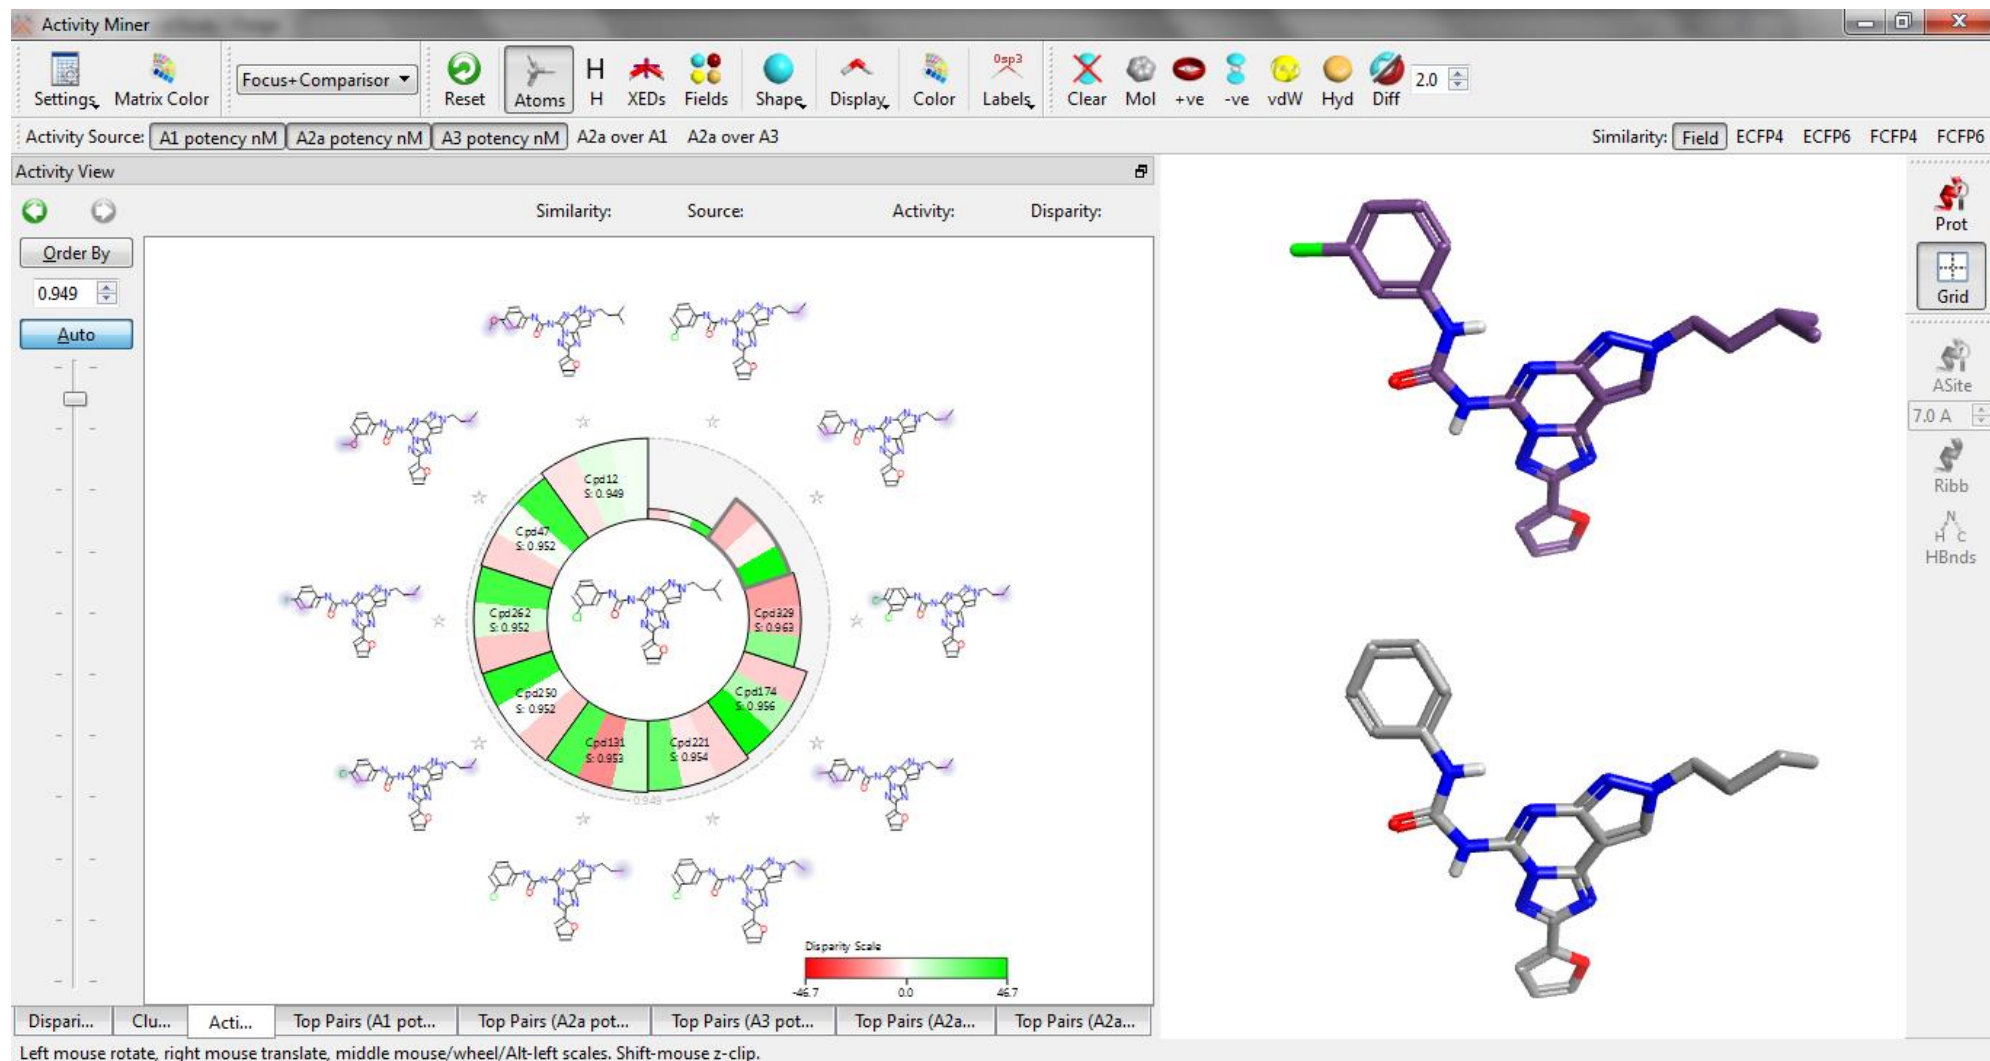 Activity Miner
Settings Matrix Color Focus+Comparisor Reset Atoms H XEDs Fields Shape Display Color Labels Clear Mol +ve -ve vdW Hyd Diff 2.0
H
0sp3
Activity Source: A1 potency nM A2a potency nM A3 potency nM A2a over A1 A2a over A3 Similarity: Field ECFP4 ECFP6 FCFP4 FCFP6
Activity View
Similarity: Source: Activity: Disparity:
Order By
0.949
Auto
Cpd12
S: 0.949
Cpd47
S: 0.952
Cpd262
S: 0.952
Cpd250
S: 0.952
Cpd131
S: 0.953
Cpd221
S: 0.954
Cpd174
S: 0.956
Cpd329
S: 0.963
0.949
Disparity Scale
-46.7 0.0 46.7
Prot
Grid
ASite
7.0 A
Ribb
N
H C
HBnds
Dispari... Clu... Acti... Top Pairs (A1 pot... Top Pairs (A2a pot... Top Pairs (A3 pot... Top Pairs (A2a... Top Pairs (A2a...
Left mouse rotate, right mouse translate, middle mouse/wheel/Alt-left scales. Shift-mouse z-clip.